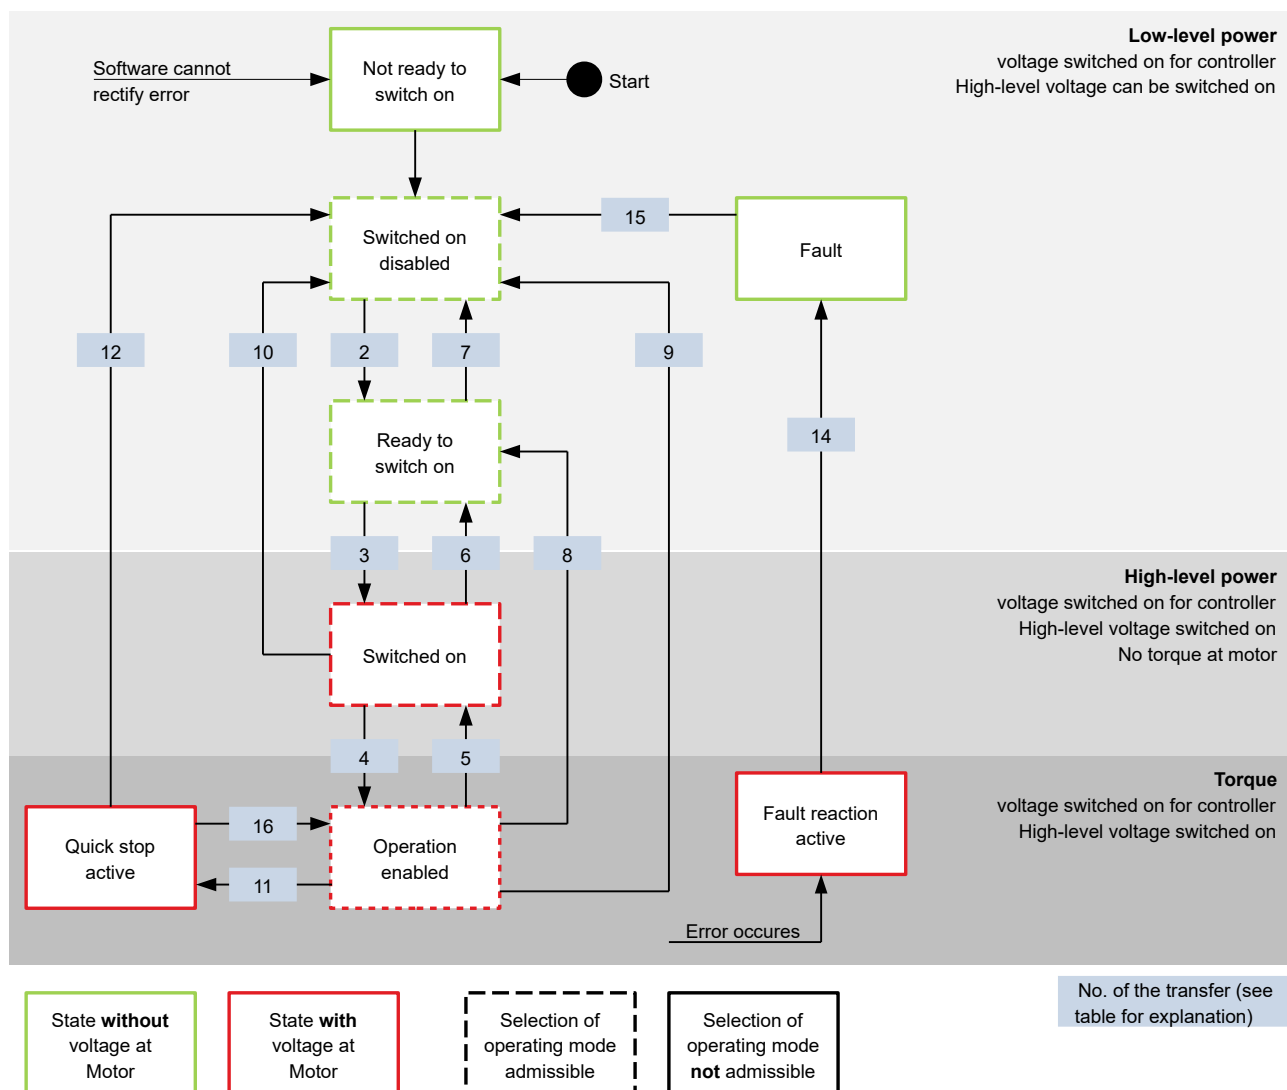 Low-level power
voltage switched on for controller
High-level voltage can be switched on
Software cannot
rectify error
Not ready to
switch on
Start
Switched on
disabled
15
Fault
12
10
2
7
9
Ready to
switch on
14
3
6
8
High-level power
voltage switched on for controller
High-level voltage switched on
No torque at motor
Switched on
4
5
Torque
voltage switched on for controller
High-level voltage switched on
Quick stop
active
16
11
Operation
enabled
Fault reaction
active
Error occures
State without
voltage at
Motor
State with
voltage at
Motor
Selection of
operating mode
admissible
Selection of
operating mode
not admissible
No. of the transfer (see
table for explanation)